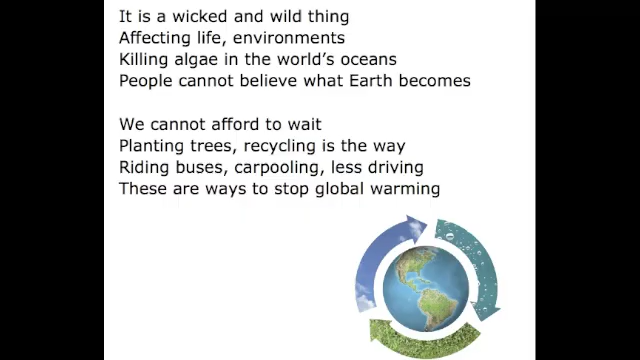 It is a wicked and wild thing
Affecting life, environments
Killing algae in the world’s oceans
People cannot believe what Earth becomes
We cannot afford to wait
Planting trees, recycling is the way
Riding buses, carpooling, less driving
These are ways to stop global warming